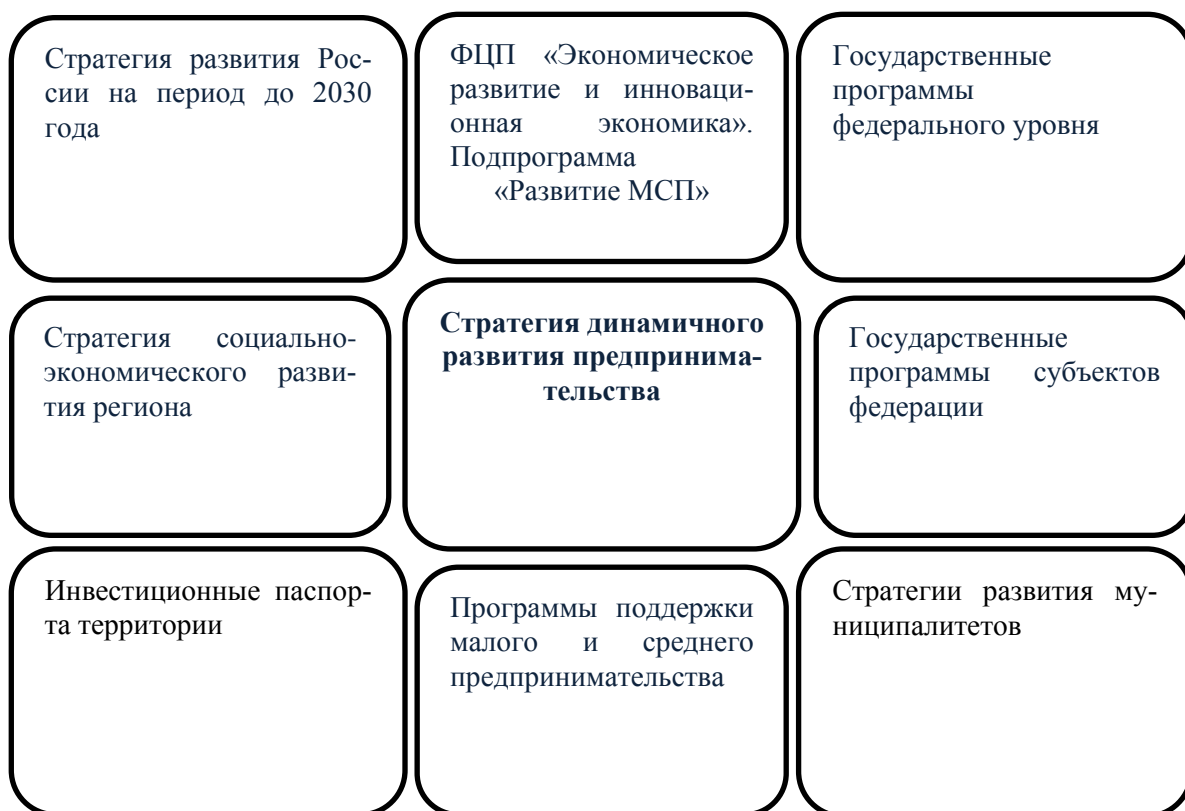 Стратегия развития Рос-
сии на период до 2030
года
ФЦП «Экономическое
развитие и инноваци-
онная экономика».
Подпрограмма
«Развитие МСП»
Государственные
программы
федерального уровня
Стратегия социально-
экономического разви-
тия региона
Стратегия динамичного
развития предпринима-
тельства
Государственные
программы субъектов
федерации
Инвестиционные паспор-
та территории
Программы поддержки
малого и среднего
предпринимательства
Стратегии развития му-
ниципалитетов